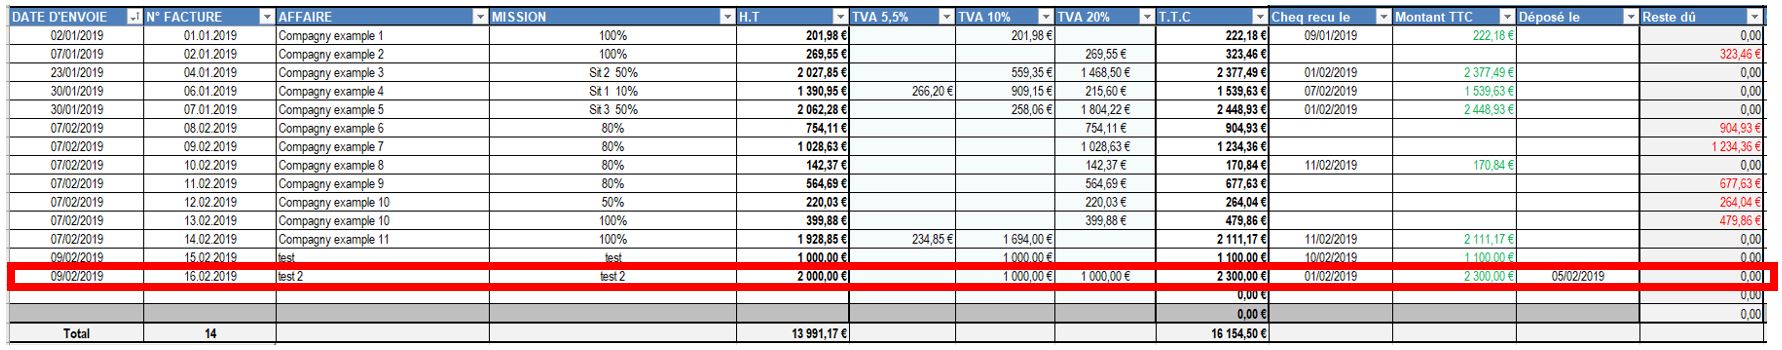 DATE D'ENVOIE N° FACTURE AFFAIRE MISSION H.T TVA 5,5% TVA 10% TVA 20% T.T.C Cheq recu le Montant TTC Déposé le Reste dû
02/01/2019 01.01.2019 Compagny example 1 100% 201,98 € 201,98 € 222,18 € 09/01/2019 222,18 € 0,00
07/01/2019 02.01.2019 Compagny example 2 100% 269,55 € 269,55 € 323,46 € 323,46 €
23/01/2019 04.01.2019 Compagny example 3 Sit 2 50% 2 027,85 € 559,35 € 1 468,50 € 2 377,49 € 01/02/2019 2 377,49 € 0,00
30/01/2019 06.01.2019 Compagny example 4 Sit 1 10% 1 390,95 € 266,20 € 909,15 € 215,60 € 1 539,63 € 07/02/2019 1 539,63 € 0,00
30/01/2019 07.01.2019 Compagny example 5 Sit 3 50% 2 062,28 € 258,06 € 1 804,22 € 2 448,93 € 01/02/2019 2 448,93 € 0,00
07/02/2019 08.02.2019 Compagny example 6 80% 754,11 € 754,11 € 904,93 € 904,93 €
07/02/2019 09.02.2019 Compagny example 7 80% 1 028,63 € 1 028,63 € 1 234,36 € 1 234,36 €
07/02/2019 10.02.2019 Compagny example 8 80% 142,37 € 142,37 € 170,84 € 11/02/2019 170,84 € 0,00
07/02/2019 11.02.2019 Compagny example 9 80% 564,69 € 564,69 € 677,63 € 677,63 €
07/02/2019 12.02.2019 Compagny example 10 50% 220,03 € 220,03 € 264,04 € 264,04 €
07/02/2019 13.02.2019 Compagny example 10 100% 399,88 € 399,88 € 479,86 € 479,86 €
07/02/2019 14.02.2019 Compagny example 11 100% 1 928,85 € 234,85 € 1 694,00 € 2 111,17 € 11/02/2019 2 111,17 € 0,00
09/02/2019 15.02.2019 test test 1 000,00 € 1 000,00 € 1 100,00 € 10/02/2019 1 100,00 € 0,00
09/02/2019 16.02.2019 test 2 test 2 2 000,00 € 1 000,00 € 1 000,00 € 2 300,00 € 01/02/2019 2 300,00 € 05/02/2019 0,00
0,00 € 0,00
0,00 € 0,00
Total 14 13 991,17 € 16 154,50 €